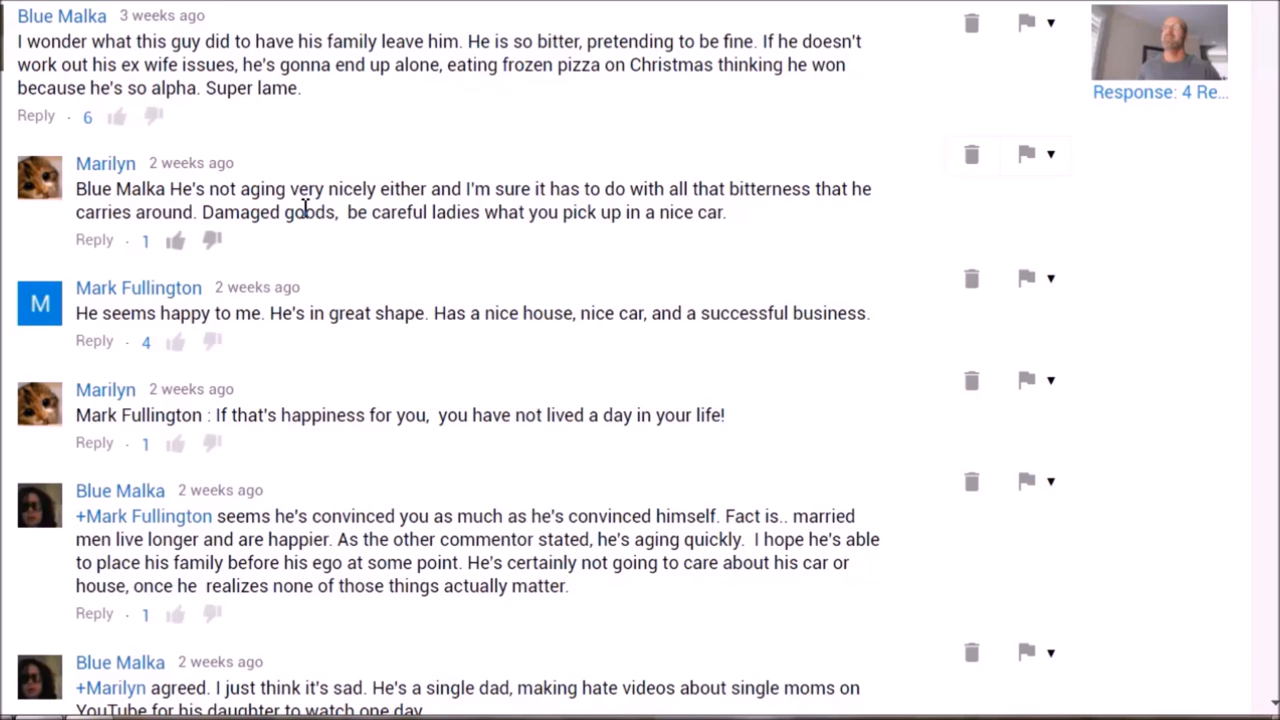 Blue Malka 3 weeks ago
I wonder what this guy did to have his family leave him. He is so bitter, pretending to be fine. If he doesn't
work out his ex wife issues, he's gonna end up alone, eating frozen pizza on Christmas thinking he won
because he's so alpha. Super lame.
Reply · 6
Response: 4 Re...
Marilyn 2 weeks ago
Blue Malka He's not aging very nicely either and I'm sure it has to do with all that bitterness that he
carries around. Damaged goods, be careful ladies what you pick up in a nice car.
Reply · 1
M
Mark Fullington 2 weeks ago
He seems happy to me. He's in great shape. Has a nice house, nice car, and a successful business.
Reply · 4
Marilyn 2 weeks ago
Mark Fullington : If that's happiness for you, you have not lived a day in your life!
Reply · 1
Blue Malka 2 weeks ago
+Mark Fullington seems he's convinced you as much as he's convinced himself. Fact is.. married
men live longer and are happier. As the other commentor stated, he's aging quickly. I hope he's able
to place his family before his ego at some point. He's certainly not going to care about his car or
house, once he realizes none of those things actually matter.
Reply · 1
Blue Malka 2 weeks ago
+Marilyn agreed. I just think it's sad. He's a single dad, making hate videos about single moms on
YouTube for his daughter to watch one day